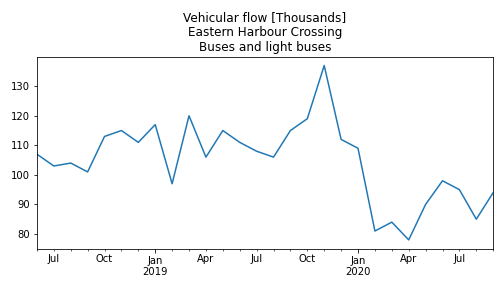 Vehicular flow [Thousands]
Eastern Harbour Crossing
Buses and light buses
130
120
110
100
90
80
Jul
Oct
Jan
2019
Apr
Jul
Oct
Jan
2020
Apr
Jul